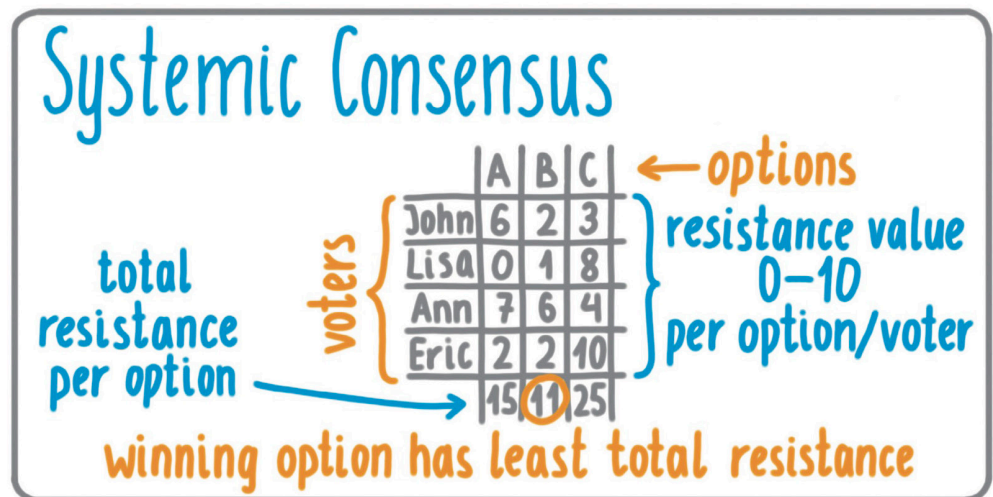 Systemic Consensus
A B C
options
John 6 2 3
Lisa 0 1 8
Ann 7 6 4
Eric 2 2 10
15 11 25
voters
resistance value
0–10
per option/voter
total
resistance
per option
winning option has least total resistance